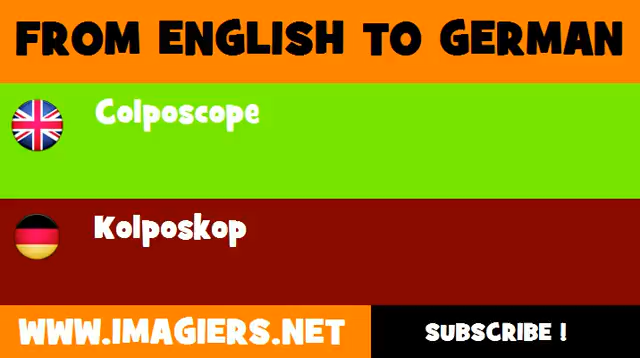 FROM ENGLISH TO GERMAN
Colposcope
Kolposkop
WWW.IMAGIERS.NET
SUBSCRIBE !